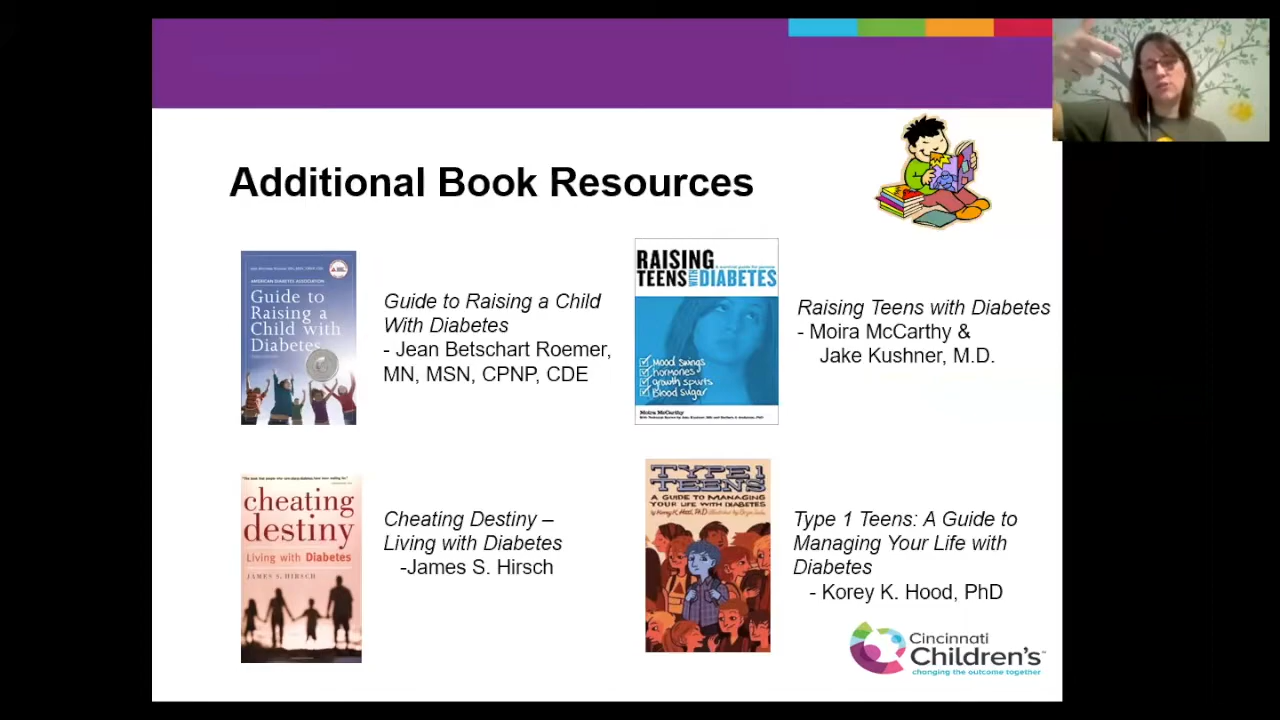 Additional Book Resources
AMERICAN DIABETES ASSOCIATION
Guide to
Raising a
Child with
Diabetes
Guide to Raising a Child
With Diabetes
- Jean Betschart Roemer,
MN, MSN, CPNP, CDE
RAISING
TEENS WITH DIABETES
mood swings
hormones
growth spurts
blood sugar
Moira McCarthy
Raising Teens with Diabetes
- Moira McCarthy &
Jake Kushner, M.D.
cheating
destiny
Living with Diabetes
JAMES S. HIRSCH
Cheating Destiny –
Living with Diabetes
-James S. Hirsch
TYPE 1
TEENS
A GUIDE TO MANAGING
YOUR LIFE WITH DIABETES
by Korey K. Hood, PhD
Type 1 Teens: A Guide to
Managing Your Life with
Diabetes
- Korey K. Hood, PhD
Cincinnati
Children's
changing the outcome together